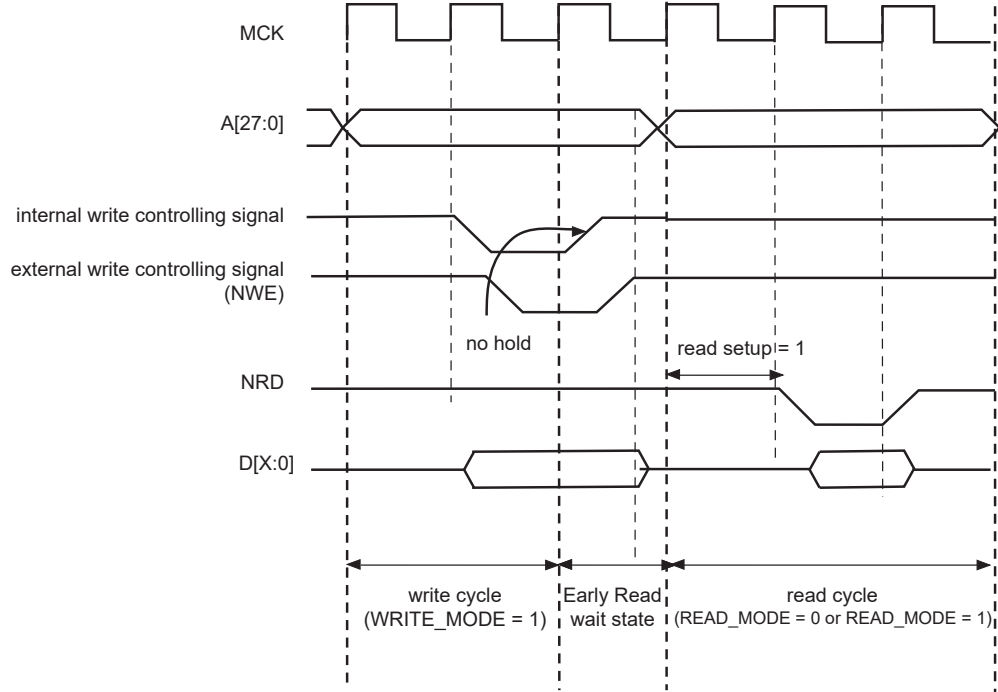 MCK
A[27:0]
internal write controlling signal
external write controlling signal
(NWE)
no hold
read setup = 1
NRD
D[X:0]
write cycle
(WRITE_MODE = 1)
Early Read
wait state
read cycle
(READ_MODE = 0 or READ_MODE = 1)